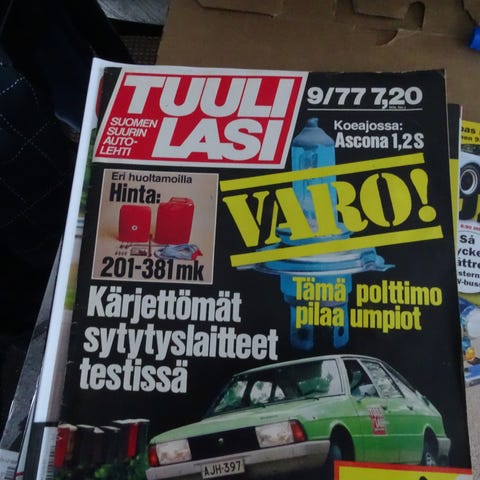 TUULI
LASI
SUOMEN
SUURIN
AUTO-
LEHTI
9/77 7,20
Koeajossa:
Ascona 1,2 S
Eri huoltamoilla
Hinta:
201-381 mk
VARO!
Tämä polttimo
pilaa umpiot
Kärjettömät
sytytyslaitteet
testissä
AJH-397
Så